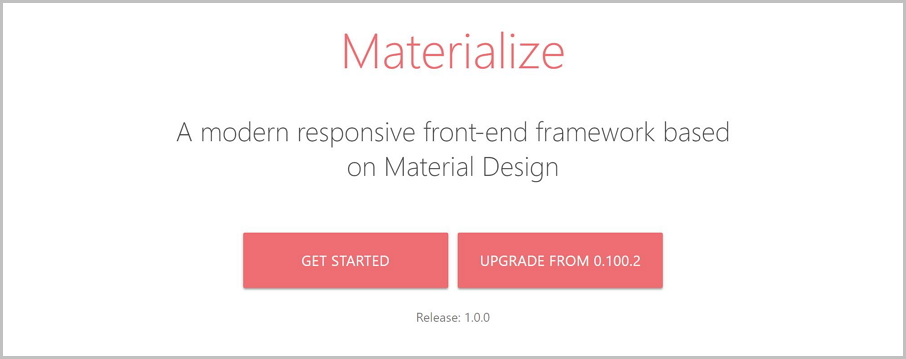 Materialize
A modern responsive front-end framework based
on Material Design
GET STARTED
UPGRADE FROM 0.100.2
Release: 1.0.0